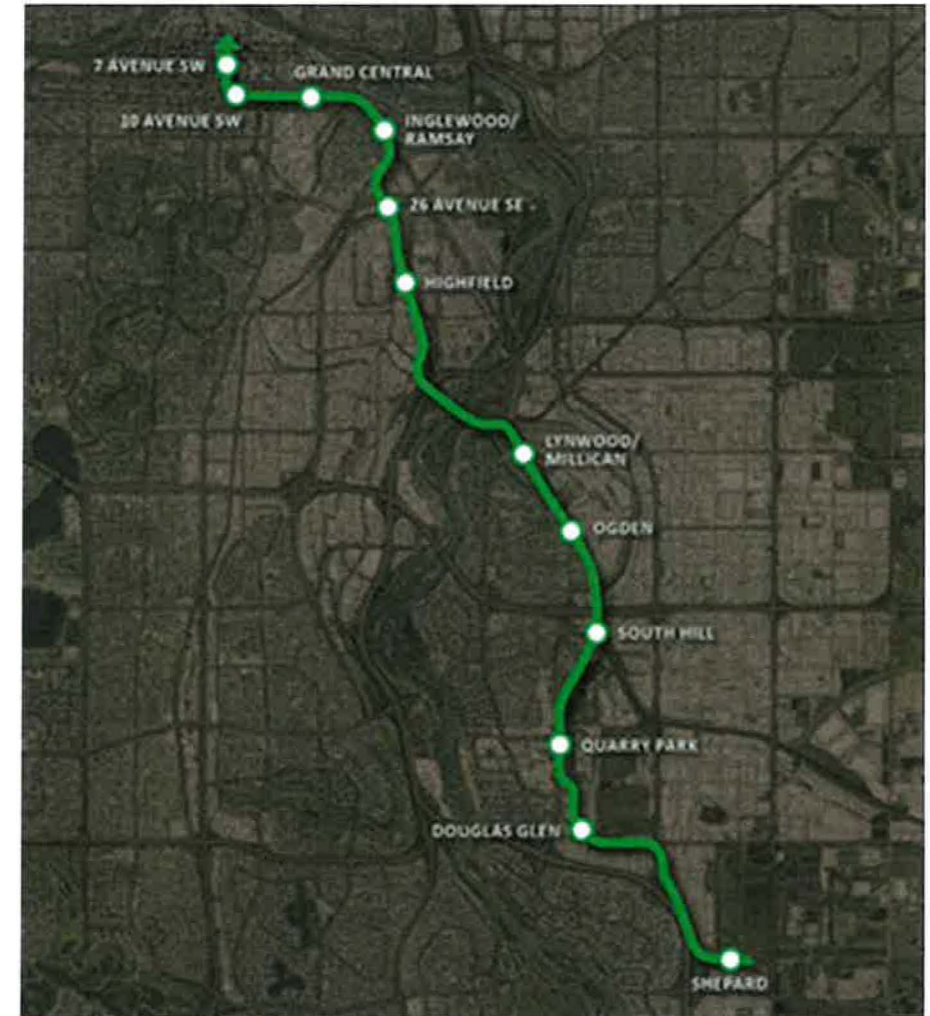 7 AVENUE SW
GRAND CENTRAL
10 AVENUE SW
INGLEWOOD/
RAMSAY
26 AVENUE SE
HIGHFIELD
LYNWOOD/
MILLICAN
OGDEN
SOUTH HILL
QUARRY PARK
DOUGLAS GLEN
SHEPARD